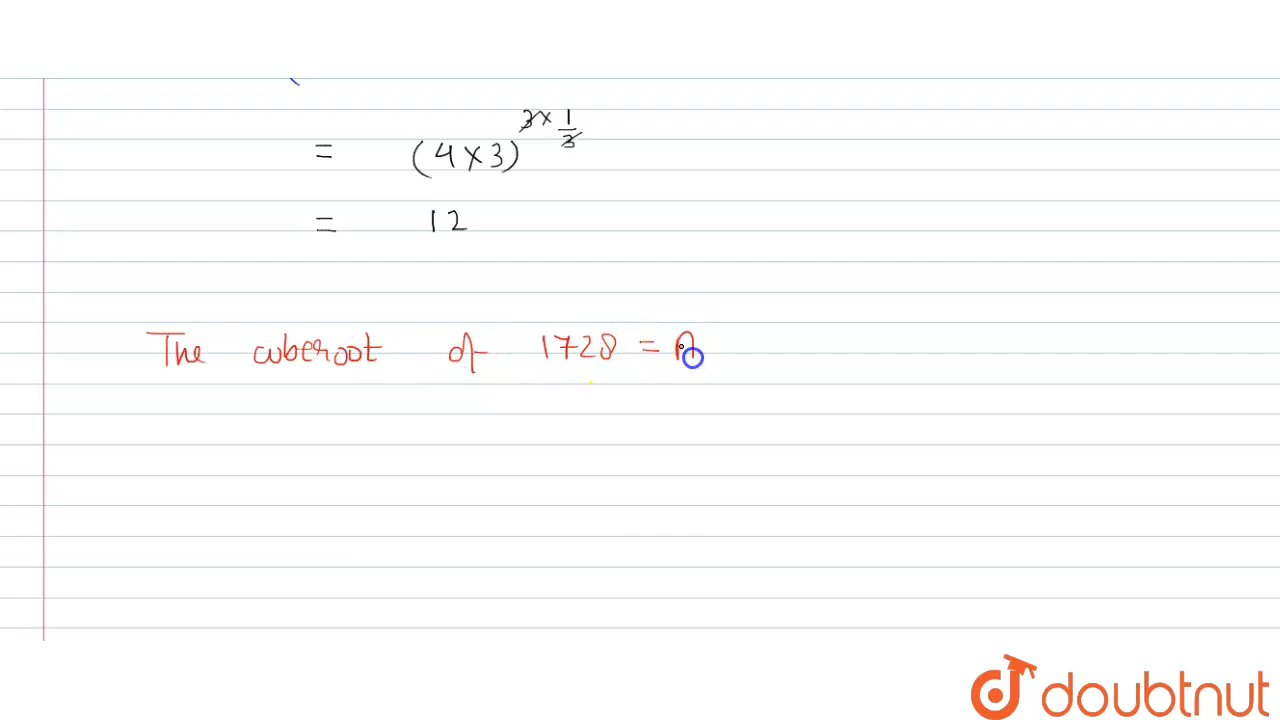 = (4×3)^3×1/3
= 12
The cuberoot of 1728 =
doubtnut